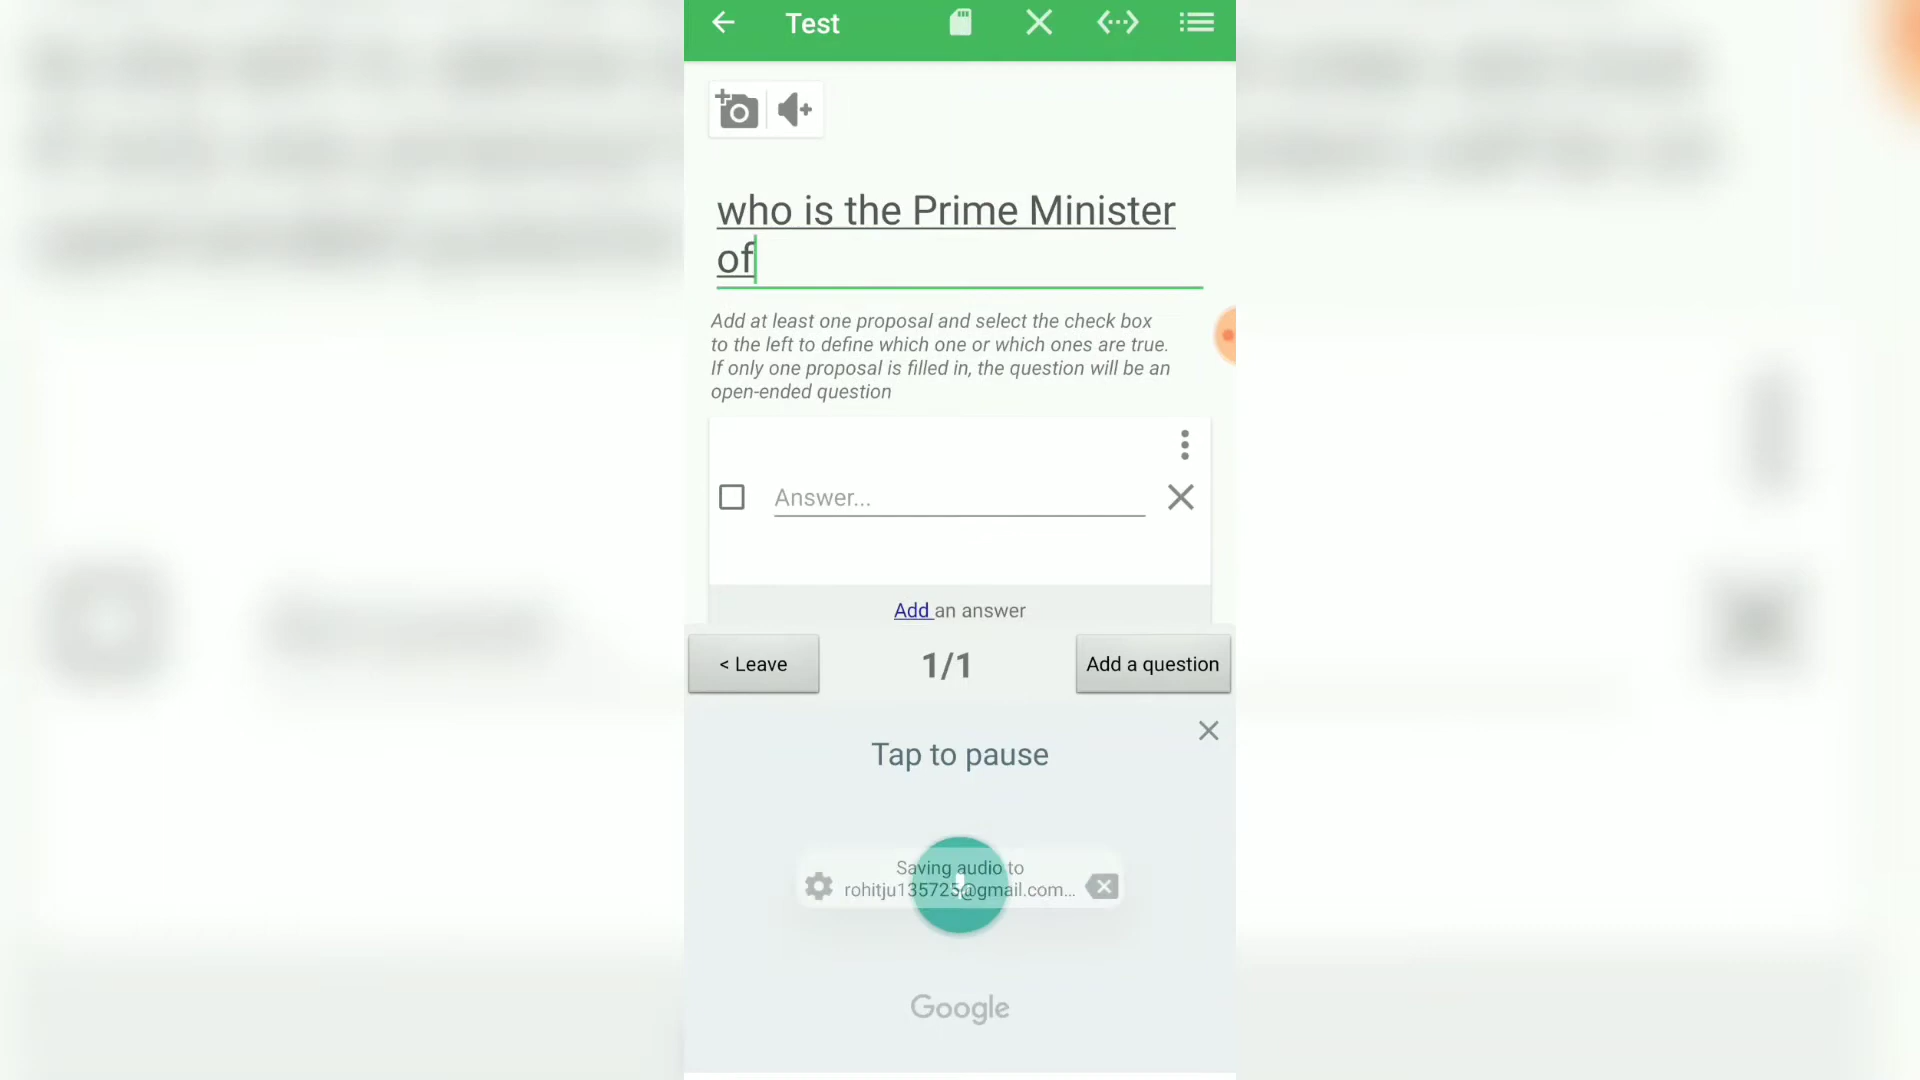 Test
who is the Prime Minister
of
Add at least one proposal and select the check box
to the left to define which one or which ones are true.
If only one proposal is filled in, the question will be an
open-ended question
Answer...
Add an answer
< Leave
1/1
Add a question
Tap to pause
Saving audio to
rohitju135725@gmail.com...
Google